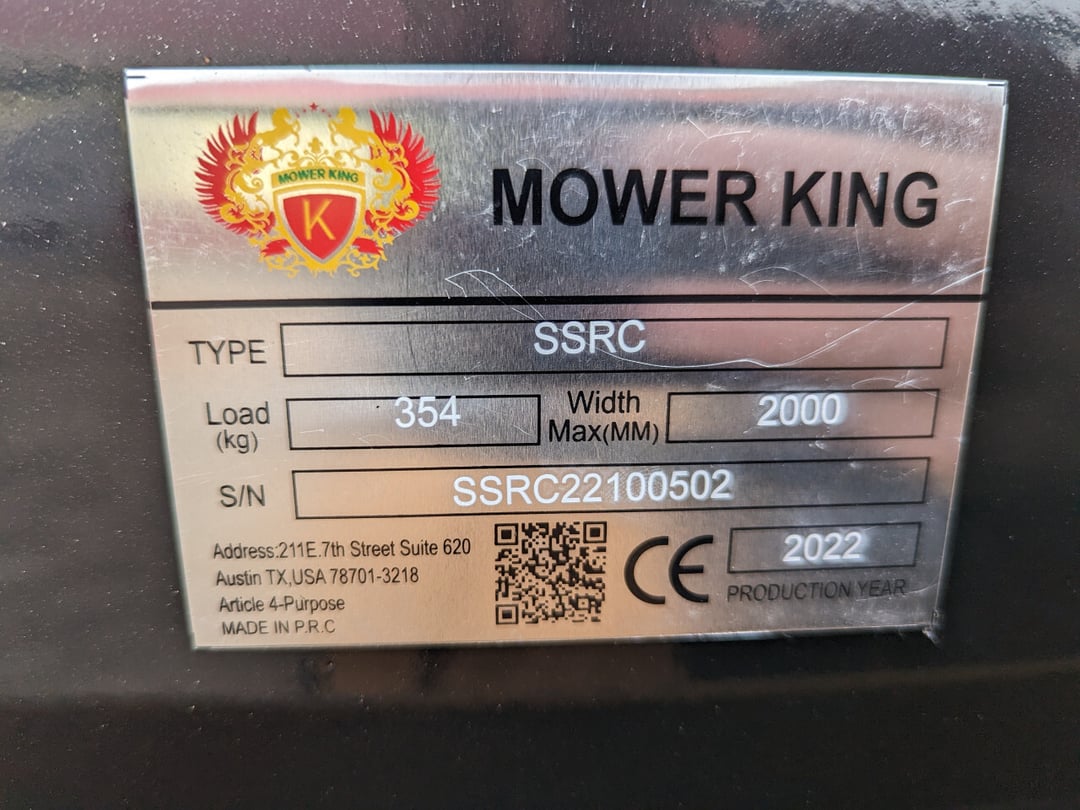 MOWER KING
K
MOWER KING
TYPE SSRC
Load (kg) 354 Width Max(MM) 2000
S/N SSRC22100502
Address:211E.7th Street Suite 620
Austin TX,USA 78701-3218
Article 4-Purpose
MADE IN P.R.C
CE
2022
PRODUCTION YEAR